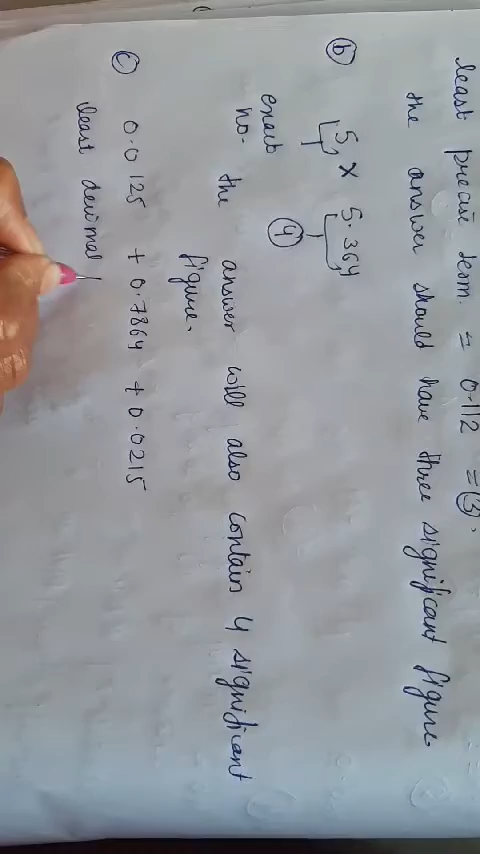 least precise term = 0.112 = (3).
the answer should have three significant figure
(b) 5 × 5.364
exact (4)
no. the answer will also contain 4 significant
figure.
(c) 0.0125 + 0.7864 + 0.0215
least decimal